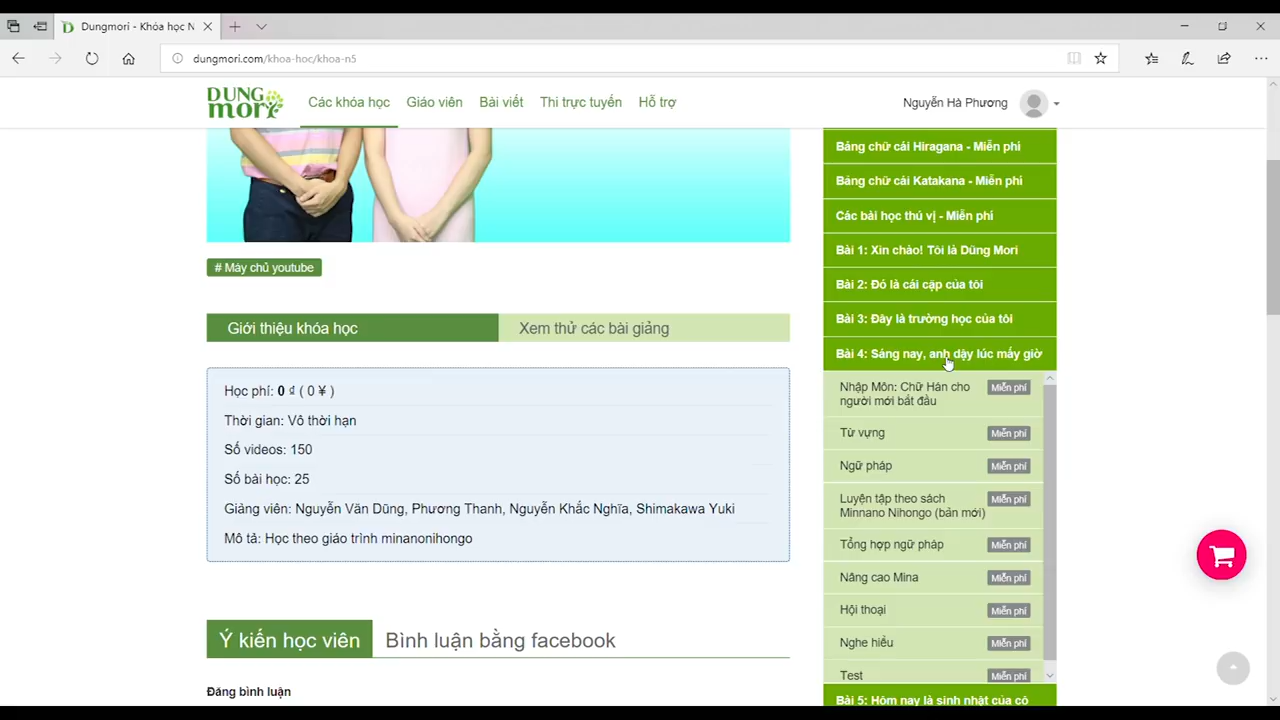 Dungmori - Khóa học N
dungmori.com/khoa-hoc/khoa-n5
DUNG mori
Các khóa học
Giáo viên
Bài viết
Thi trực tuyến
Hỗ trợ
Nguyễn Hà Phương
# Máy chủ youtube
Giới thiệu khóa học
Xem thử các bài giảng
Học phí: 0 ₫ ( 0 ¥ )
Thời gian: Vô thời hạn
Số videos: 150
Số bài học: 25
Giảng viên: Nguyễn Văn Dũng, Phương Thanh, Nguyễn Khắc Nghĩa, Shimakawa Yuki
Mô tả: Học theo giáo trình minanonihongo
Ý kiến học viên
Bình luận bằng facebook
Đăng bình luận
Bảng chữ cái Hiragana - Miễn phí
Bảng chữ cái Katakana - Miễn phí
Các bài học thú vị - Miễn phí
Bài 1: Xin chào! Tôi là Dũng Mori
Bài 2: Đó là cái cặp của tôi
Bài 3: Đây là trường học của tôi
Bài 4: Sáng nay, anh dậy lúc mấy giờ
Nhập Môn: Chữ Hán cho
người mới bắt đầu
Miễn phí
Từ vựng
Miễn phí
Ngữ pháp
Miễn phí
Luyện tập theo sách
Minnano Nihongo (bản mới)
Miễn phí
Tổng hợp ngữ pháp
Miễn phí
Nâng cao Mina
Miễn phí
Hội thoại
Miễn phí
Nghe hiểu
Miễn phí
Test
Miễn phí
Bài 5: Hôm nay là sinh nhật của cô